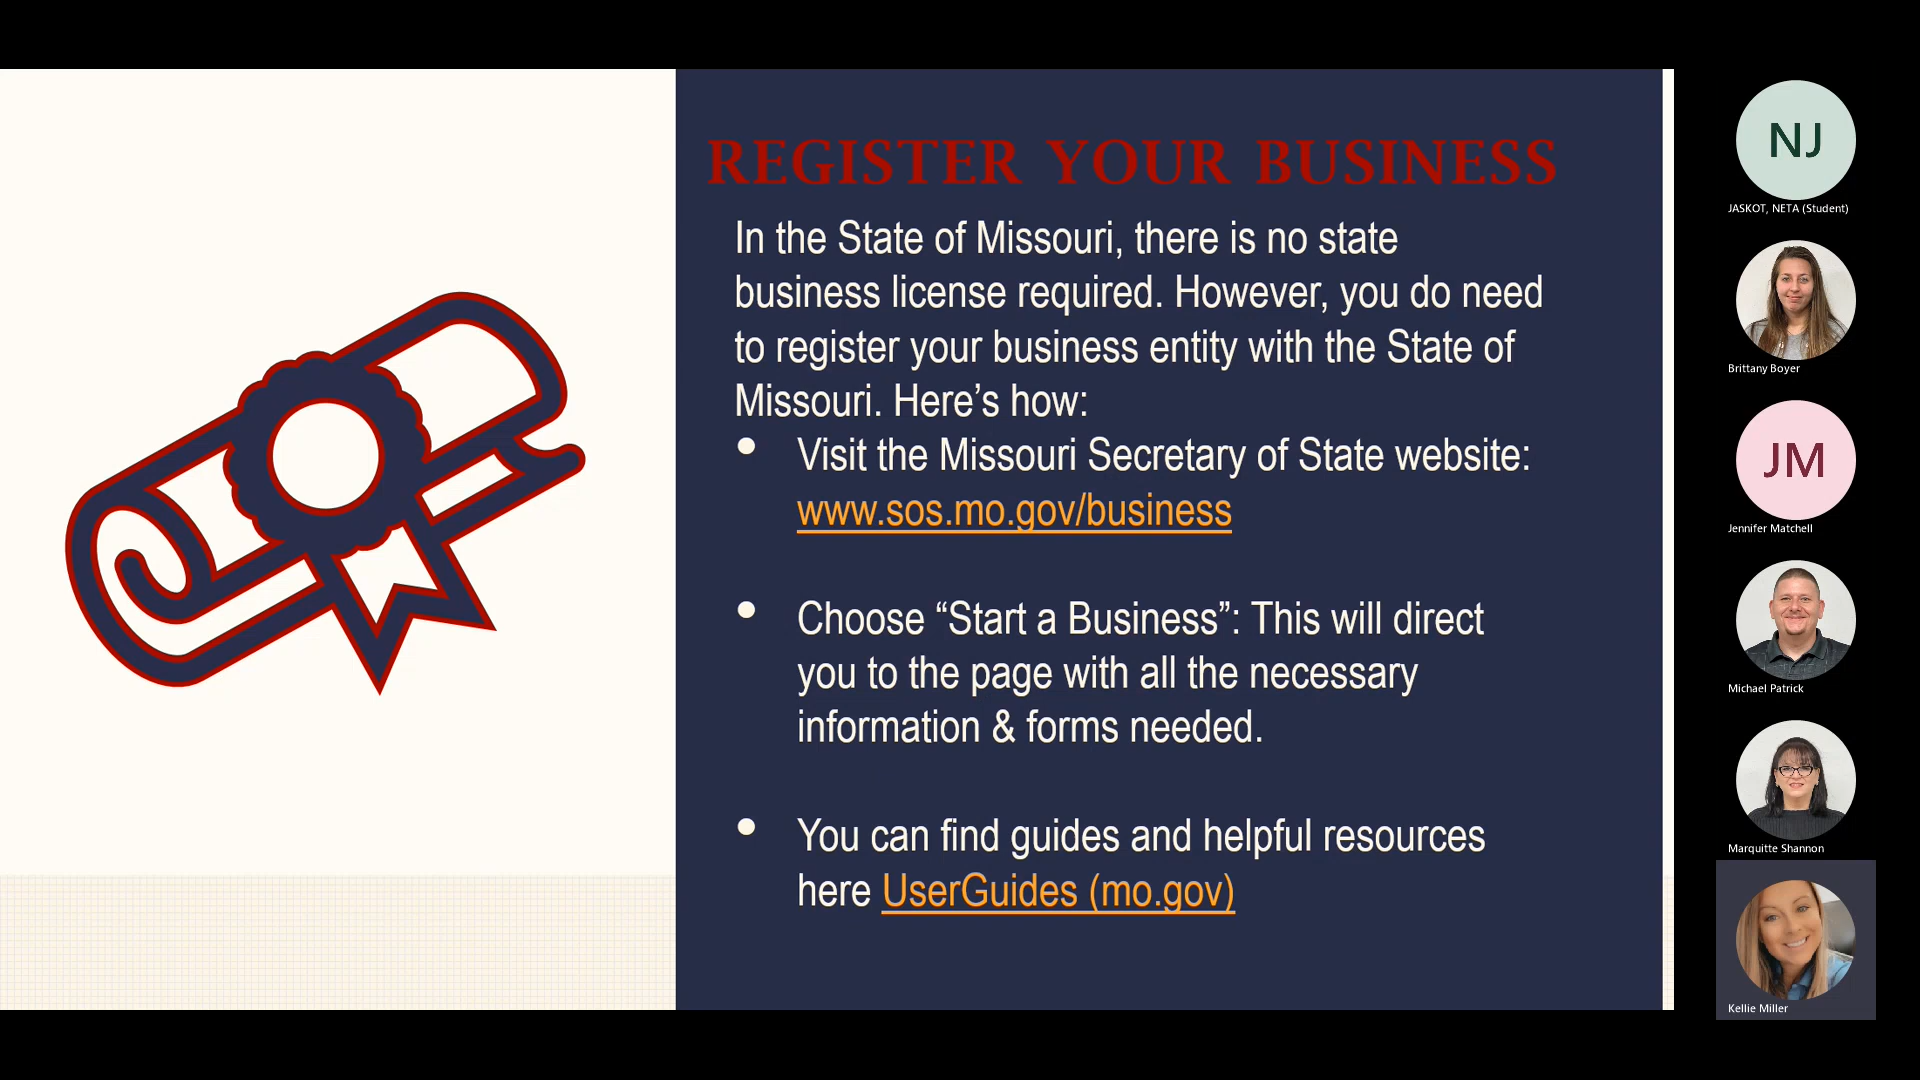 REGISTER YOUR BUSINESS
In the State of Missouri, there is no state
business license required. However, you do need
to register your business entity with the State of
Missouri. Here’s how:
• Visit the Missouri Secretary of State website:
www.sos.mo.gov/business
• Choose “Start a Business”: This will direct
you to the page with all the necessary
information & forms needed.
• You can find guides and helpful resources
here UserGuides (mo.gov)
NJ
JASKOT, NETA (Student)
Brittany Boyer
JM
Jennifer Matchell
Michael Patrick
Marquitte Shannon
Kellie Miller